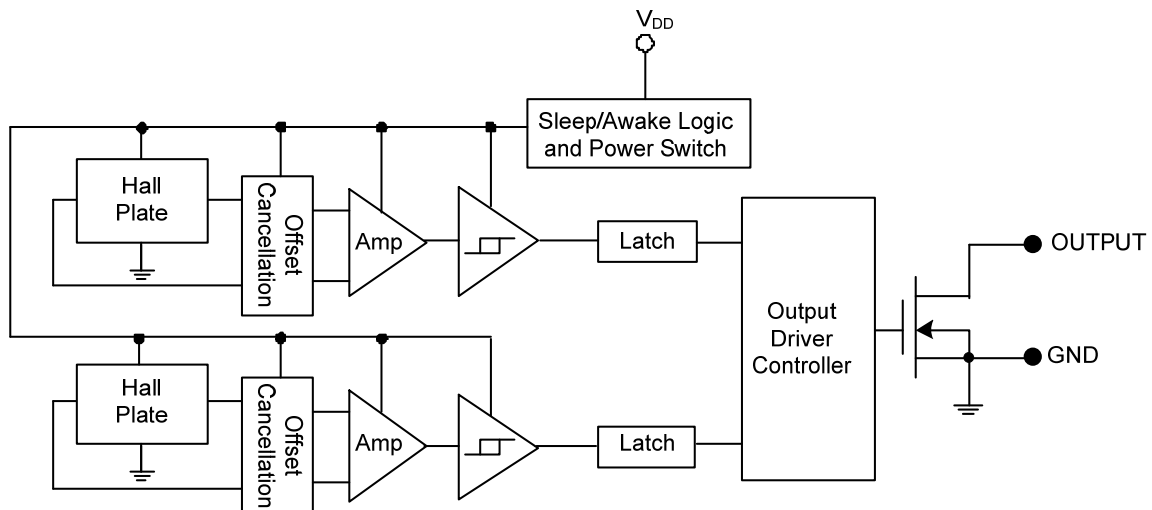 VDD
Sleep/Awake Logic
and Power Switch
Hall
Plate
Offset
Cancellation
Amp
Latch
OUTPUT
Output
Driver
Controller
GND
Hall
Plate
Offset
Cancellation
Amp
Latch